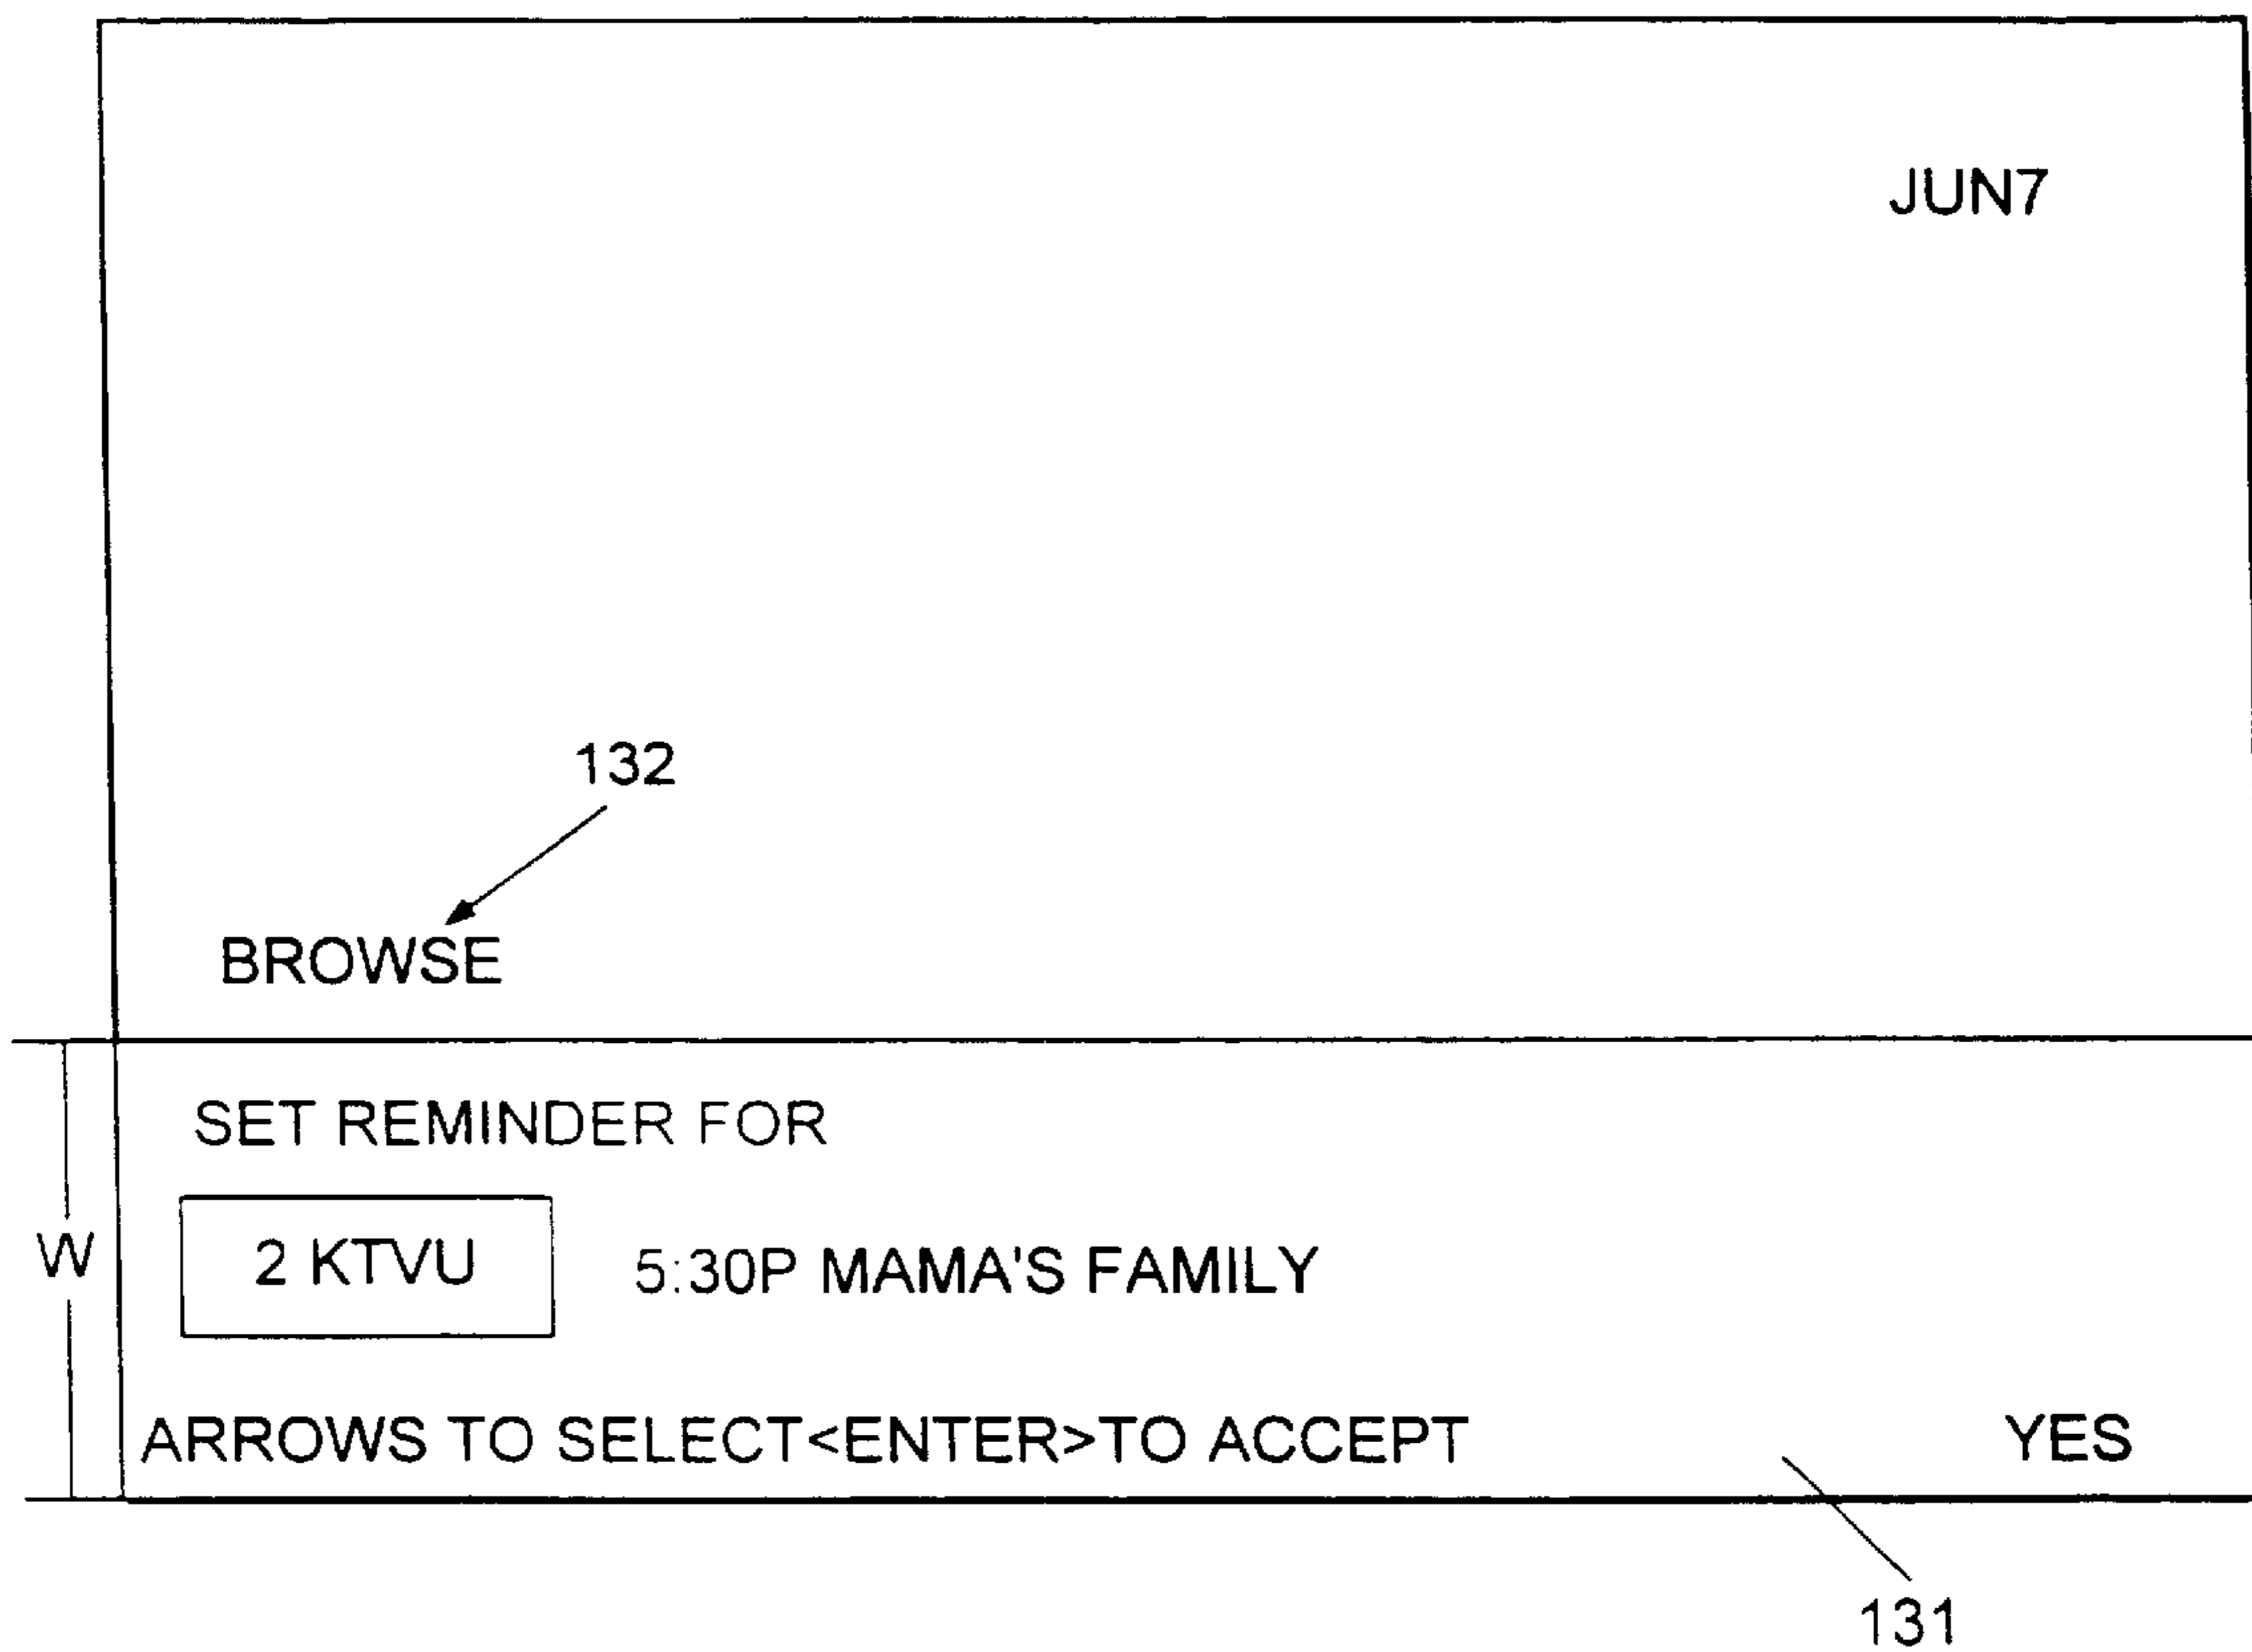 JUN7
132
BROWSE
SET REMINDER FOR
W
2 KTVU 5:30P MAMA'S FAMILY
ARROWS TO SELECT<ENTER>TO ACCEPT YES
131